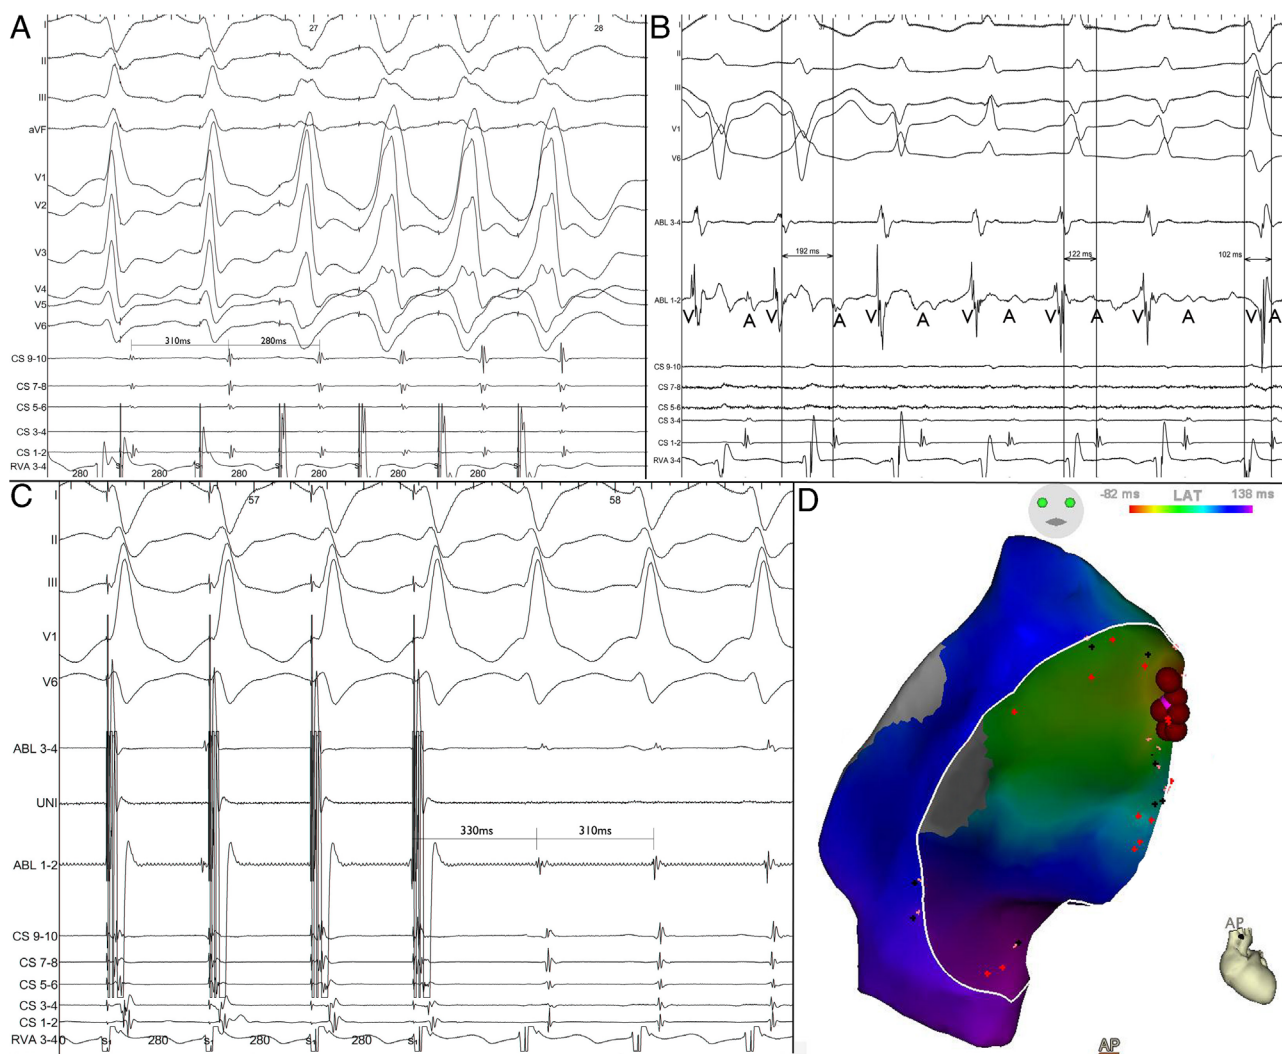 A
I
27
28
II
III
aVF
V1
V2
V3
V4
V5
V6
310ms
280ms
CS 9-10
CS 7-8
CS 5-6
CS 3-4
CS 1-2
RVA 3-4
280
S
280
S
280
280
280
280
B
I
37
II
III
V1
V6
ABL 3-4
192 ms
122 ms
102 ms
ABL 1-2
V A V A V A V A V A V A V A
CS 9-10
CS 7-8
CS 5-6
CS 3-4
CS 1-2
RVA 3-4
C
I
57
58
II
III
V1
V6
ABL 3-4
UNI
330ms
310ms
ABL 1-2
CS 9-10
CS 7-8
CS 5-6
CS 3-4
CS 1-2
RVA 3-4
0 S 280 S 280 S 280 S
D
-82 ms LAT 138 ms
AP
AP